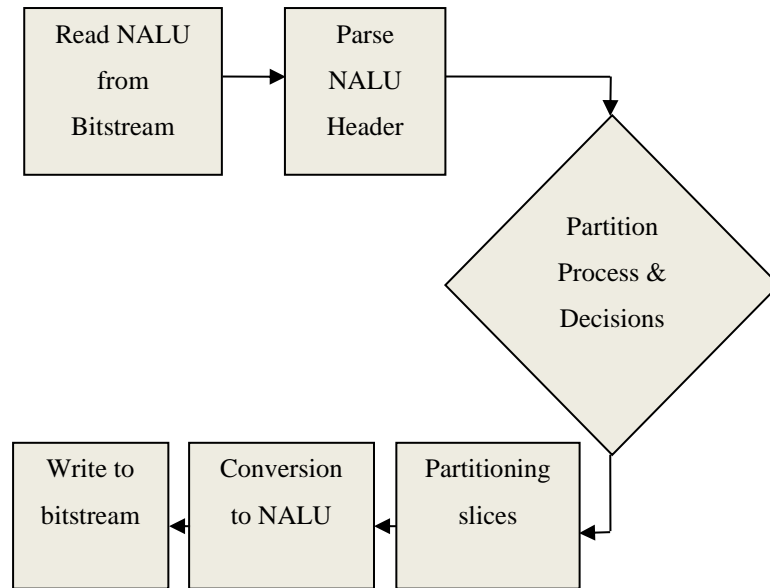 Read NALU
from
Bitstream
Parse
NALU
Header
Partition
Process &
Decisions
Partitioning
slices
Conversion
to NALU
Write to
bitstream